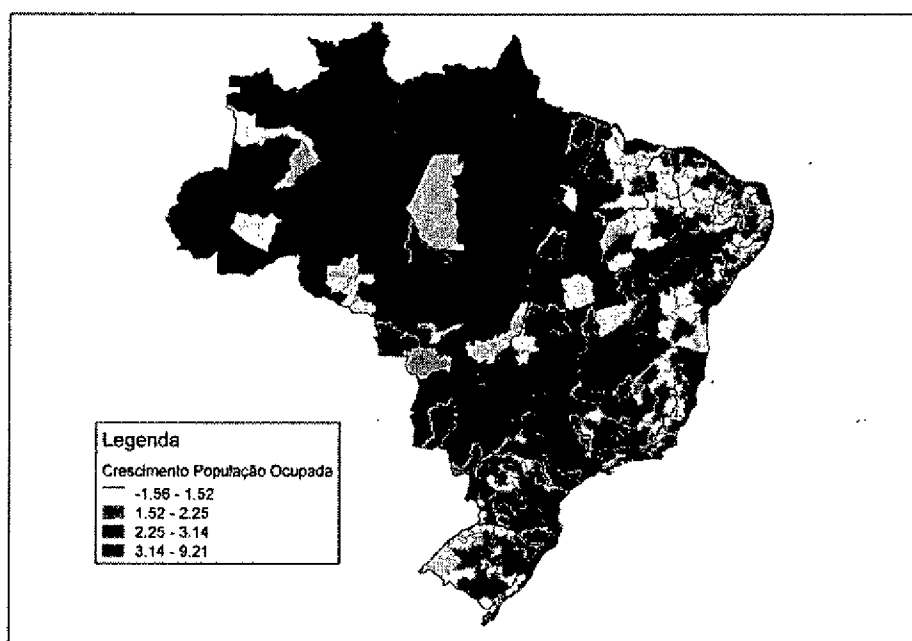 Legenda
Crescimento População Ocupada
-1.56 - 1.52
1.52 - 2.25
2.25 - 3.14
3.14 - 9.21